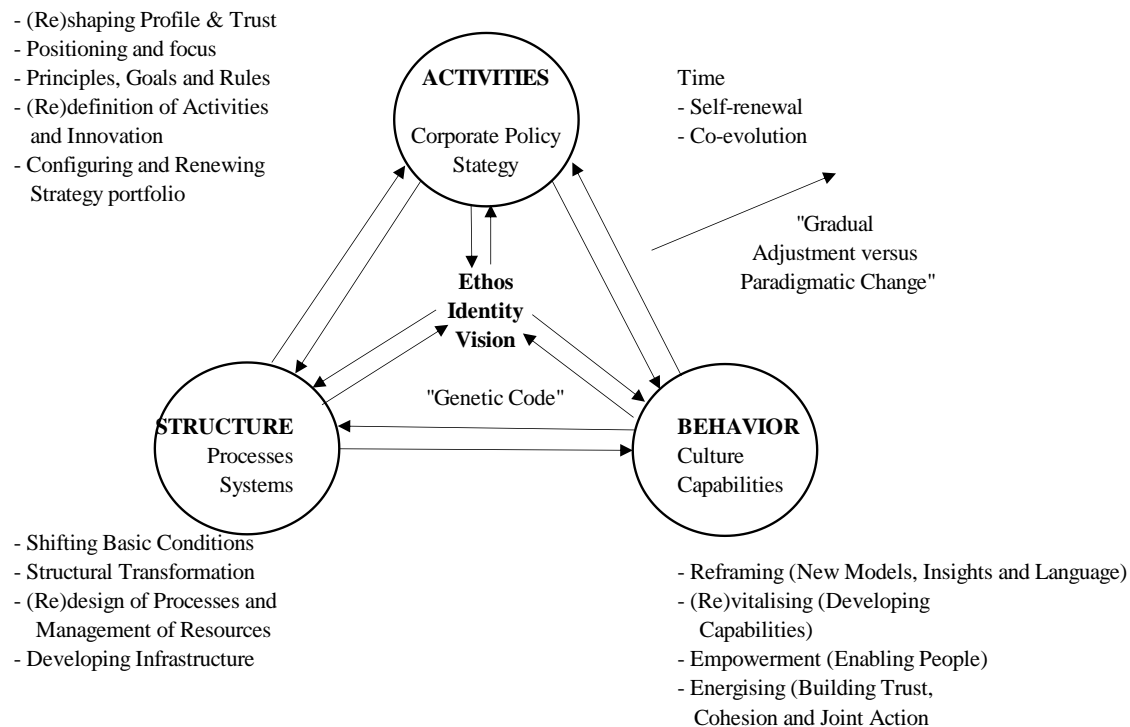 - (Re)shaping Profile & Trust
- Positioning and focus
- Principles, Goals and Rules
- (Re)definition of Activities
and Innovation
- Configuring and Renewing
Strategy portfolio
ACTIVITIES
Corporate Policy
Stategy
Time
- Self-renewal
- Co-evolution
"Gradual
Adjustment versus
Paradigmatic Change"
Ethos
Identity
Vision
"Genetic Code"
STRUCTURE
Processes
Systems
BEHAVIOR
Culture
Capabilities
- Shifting Basic Conditions
- Structural Transformation
- (Re)design of Processes and
Management of Resources
- Developing Infrastructure
- Reframing (New Models, Insights and Language)
- (Re)vitalising (Developing
Capabilities)
- Empowerment (Enabling People)
- Energising (Building Trust,
Cohesion and Joint Action